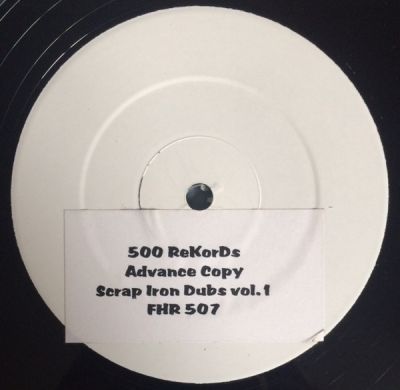 500 ReKorDs
Advance Copy
Scrap Iron Dubs vol.1
FHR 507